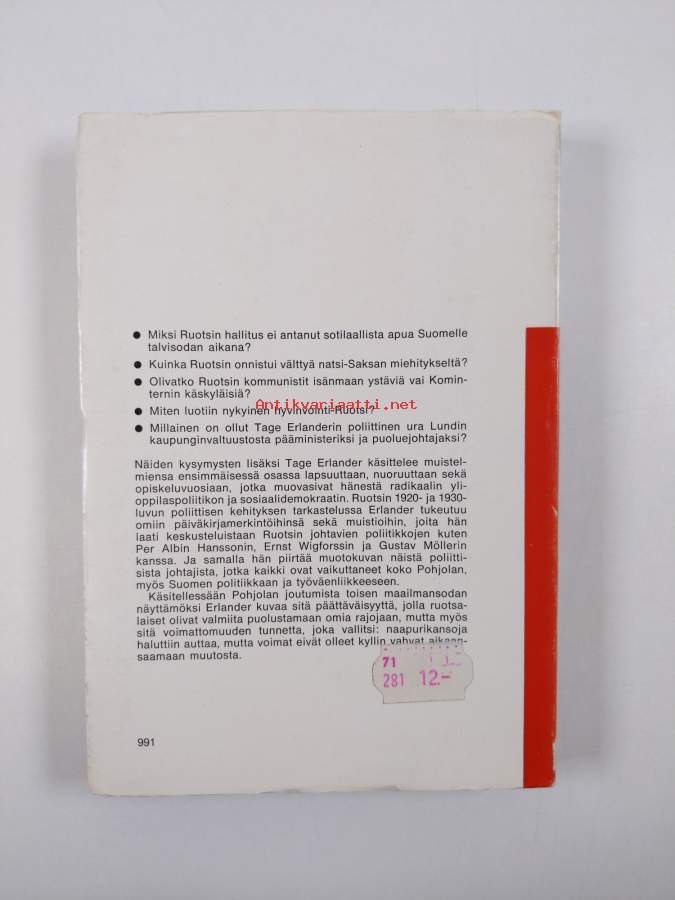 ● Miksi Ruotsin hallitus ei antanut sotilaallista apua Suomelle
talvisodan aikana?
● Kuinka Ruotsin onnistui välttyä natsi-Saksan miehitykseltä?
● Olivatko Ruotsin kommunistit isänmaan ystäviä vai Komin-
ternin käskyläisiä?
Antikvariaatti.net
● Miten luotiin nykyinen hyvinvointi-Ruotsi?
● Millainen on ollut Tage Erlanderin poliittinen ura Lundin
kaupunginvaltuustosta pääministeriksi ja puoluejohtajaksi?
Näiden kysymysten lisäksi Tage Erlander käsittelee muistel-
miensa ensimmäisessä osassa lapsuuttaan, nuoruuttaan sekä
opiskeluvuosiaan, jotka muovasivat hänestä radikaalin yli-
oppilaspoliitikon ja sosiaalidemokraatin. Ruotsin 1920- ja 1930-
luvun poliittisen kehityksen tarkastelussa Erlander tukeutuu
omiin päiväkirjamerkintöihinsä sekä muistioihin, joita hän
laati keskusteluistaan Ruotsin johtavien poliitikkojen kuten
Per Albin Hanssonin, Ernst Wigforssin ja Gustav Möllerin
kanssa. Ja samalla hän piirtää muotokuvan näistä poliitti-
sista johtajista, jotka kaikki ovat vaikuttaneet koko Pohjolan,
myös Suomen politiikkaan ja työväenliikkeeseen.
Käsitellessään Pohjolan joutumista toisen maailmansodan
näyttämöksi Erlander kuvaa sitä päättäväisyyttä, jolla ruotsa-
laiset olivat valmiita puolustamaan omia rajojaan, mutta myös
sitä voimattomuuden tunnetta, joka vallitsi: naapurikansoja
haluttiin auttaa, mutta voimat eivät olleet kyllin vahvat aikaan-
saamaan muutosta.
71
281 12.-
991